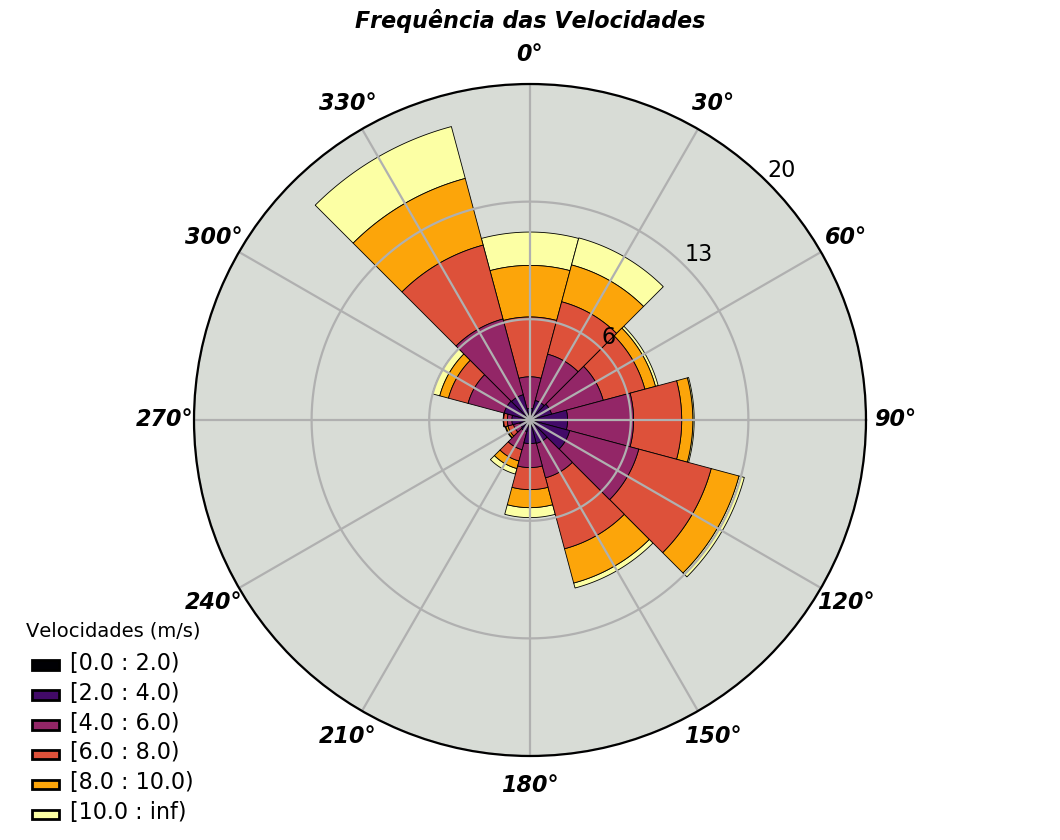 Frequência das Velocidades
0°
330°
30°
20
300°
60°
13
6
270°
90°
240°
120°
210°
150°
180°
Velocidades (m/s)
[0.0 : 2.0)
[2.0 : 4.0)
[4.0 : 6.0)
[6.0 : 8.0)
[8.0 : 10.0)
[10.0 : inf)